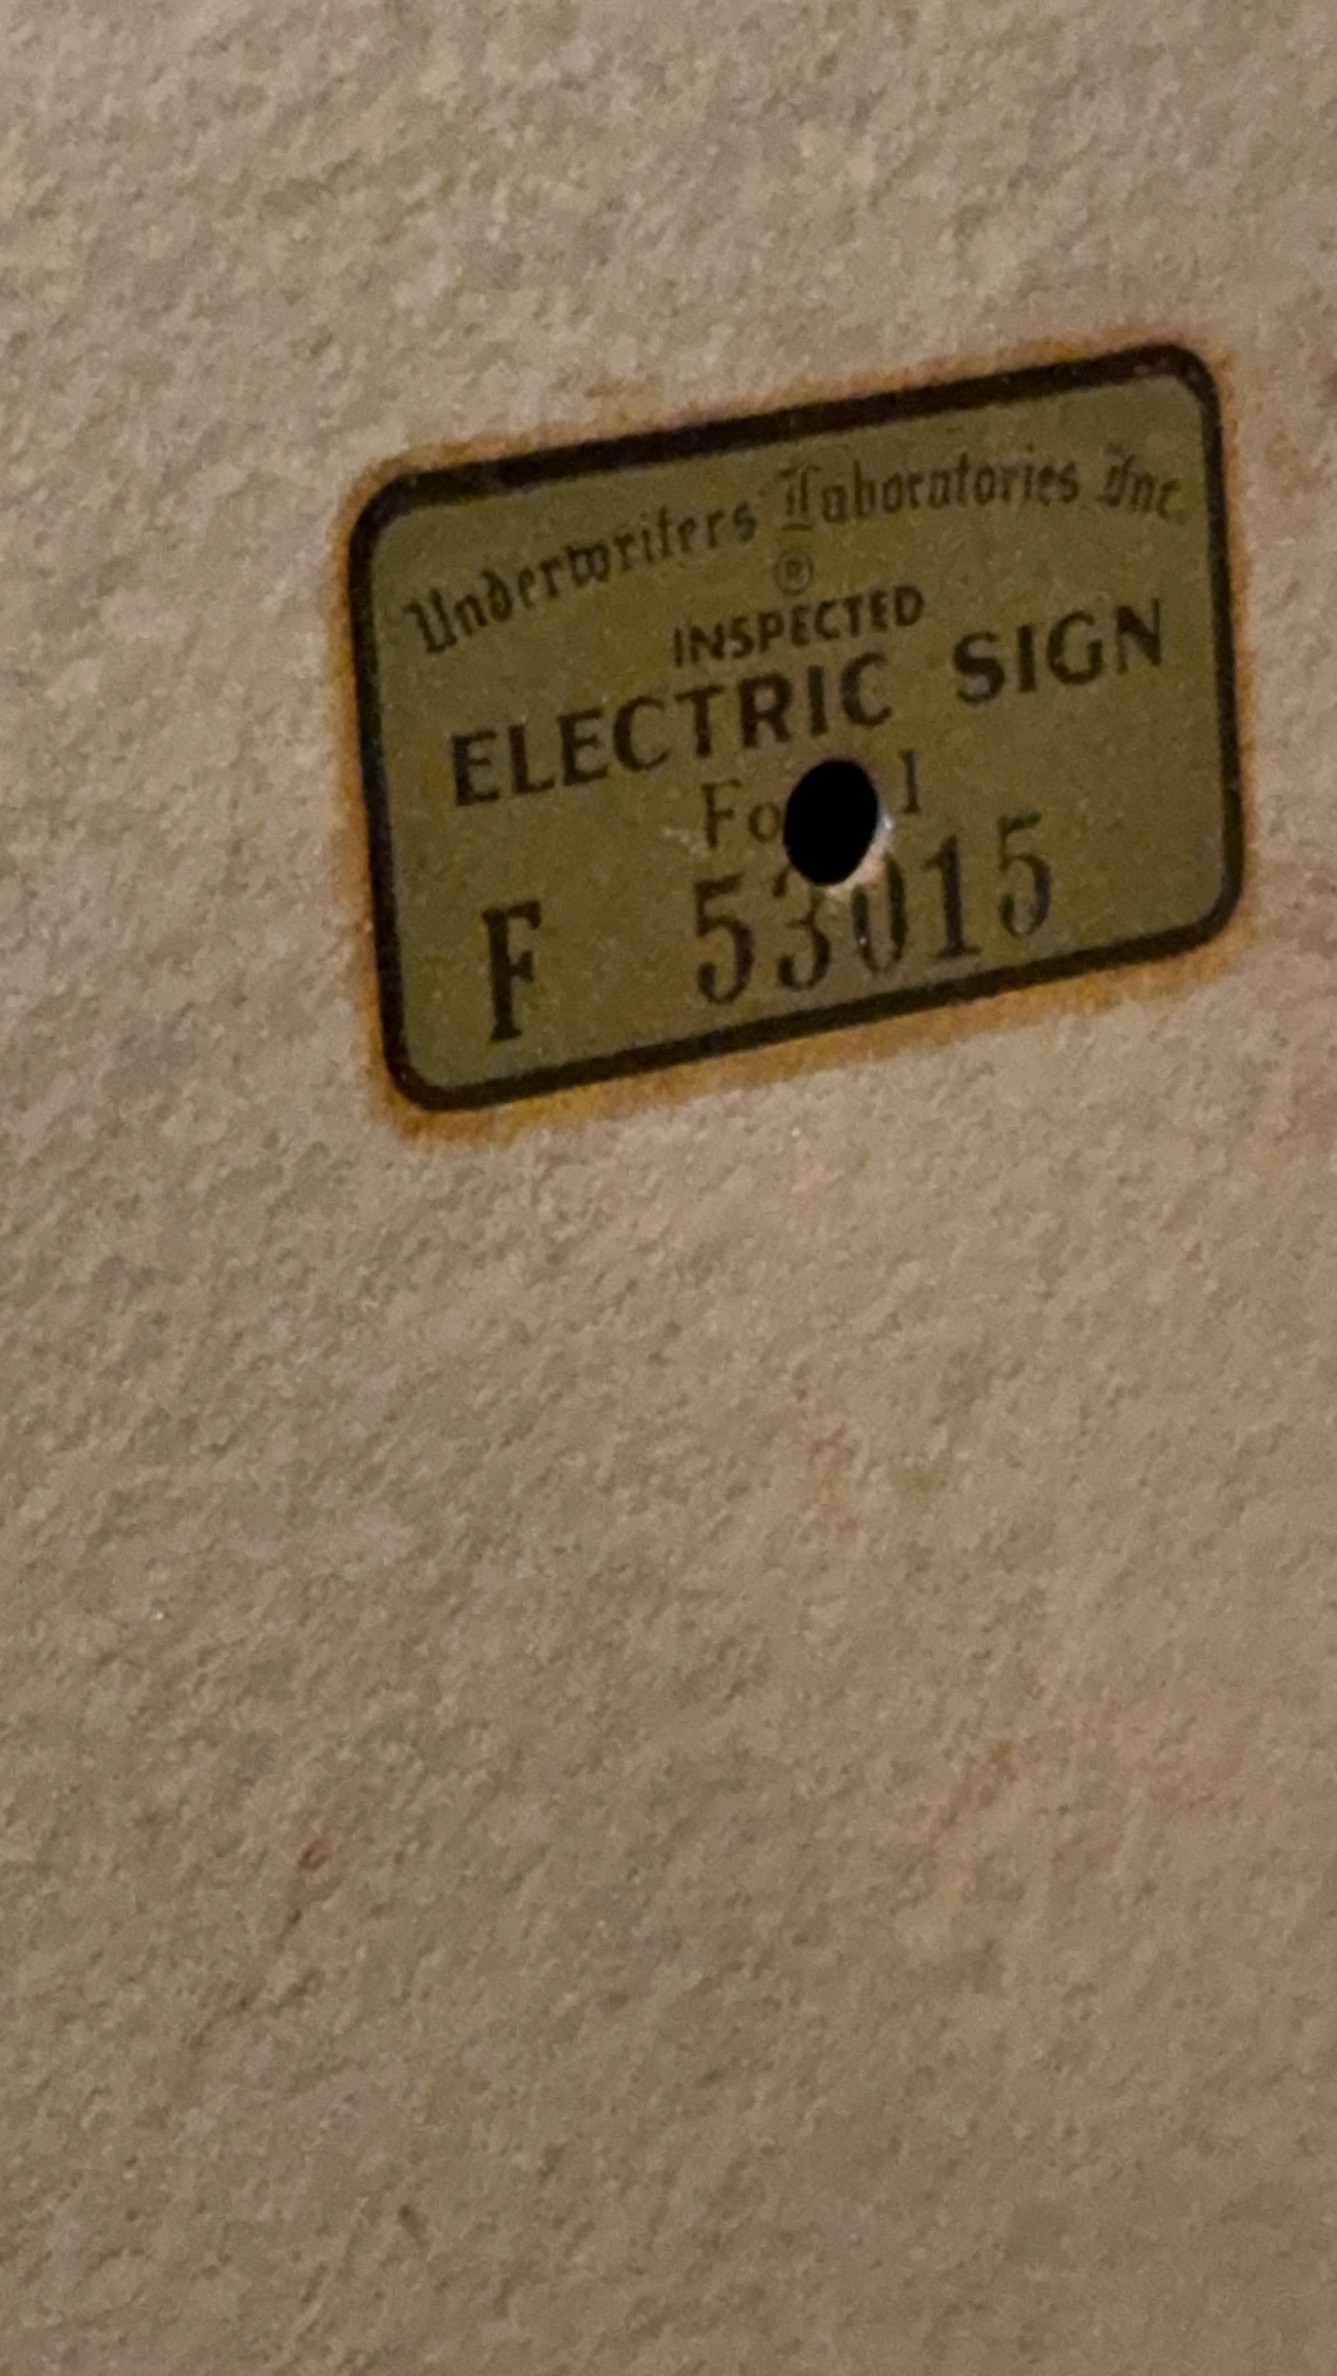 Underwriters Laboratories Inc.
®
INSPECTED
ELECTRIC SIGN
F 53015